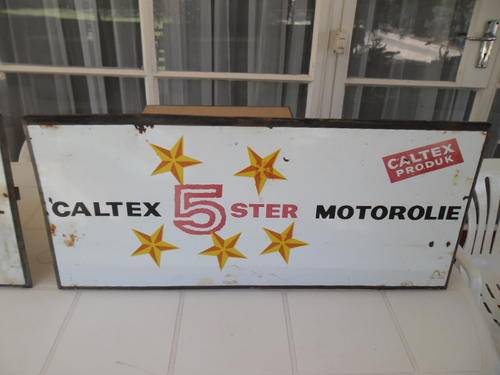 CALTEX 5 STER MOTOROLIE
CALTEX
PRODUK